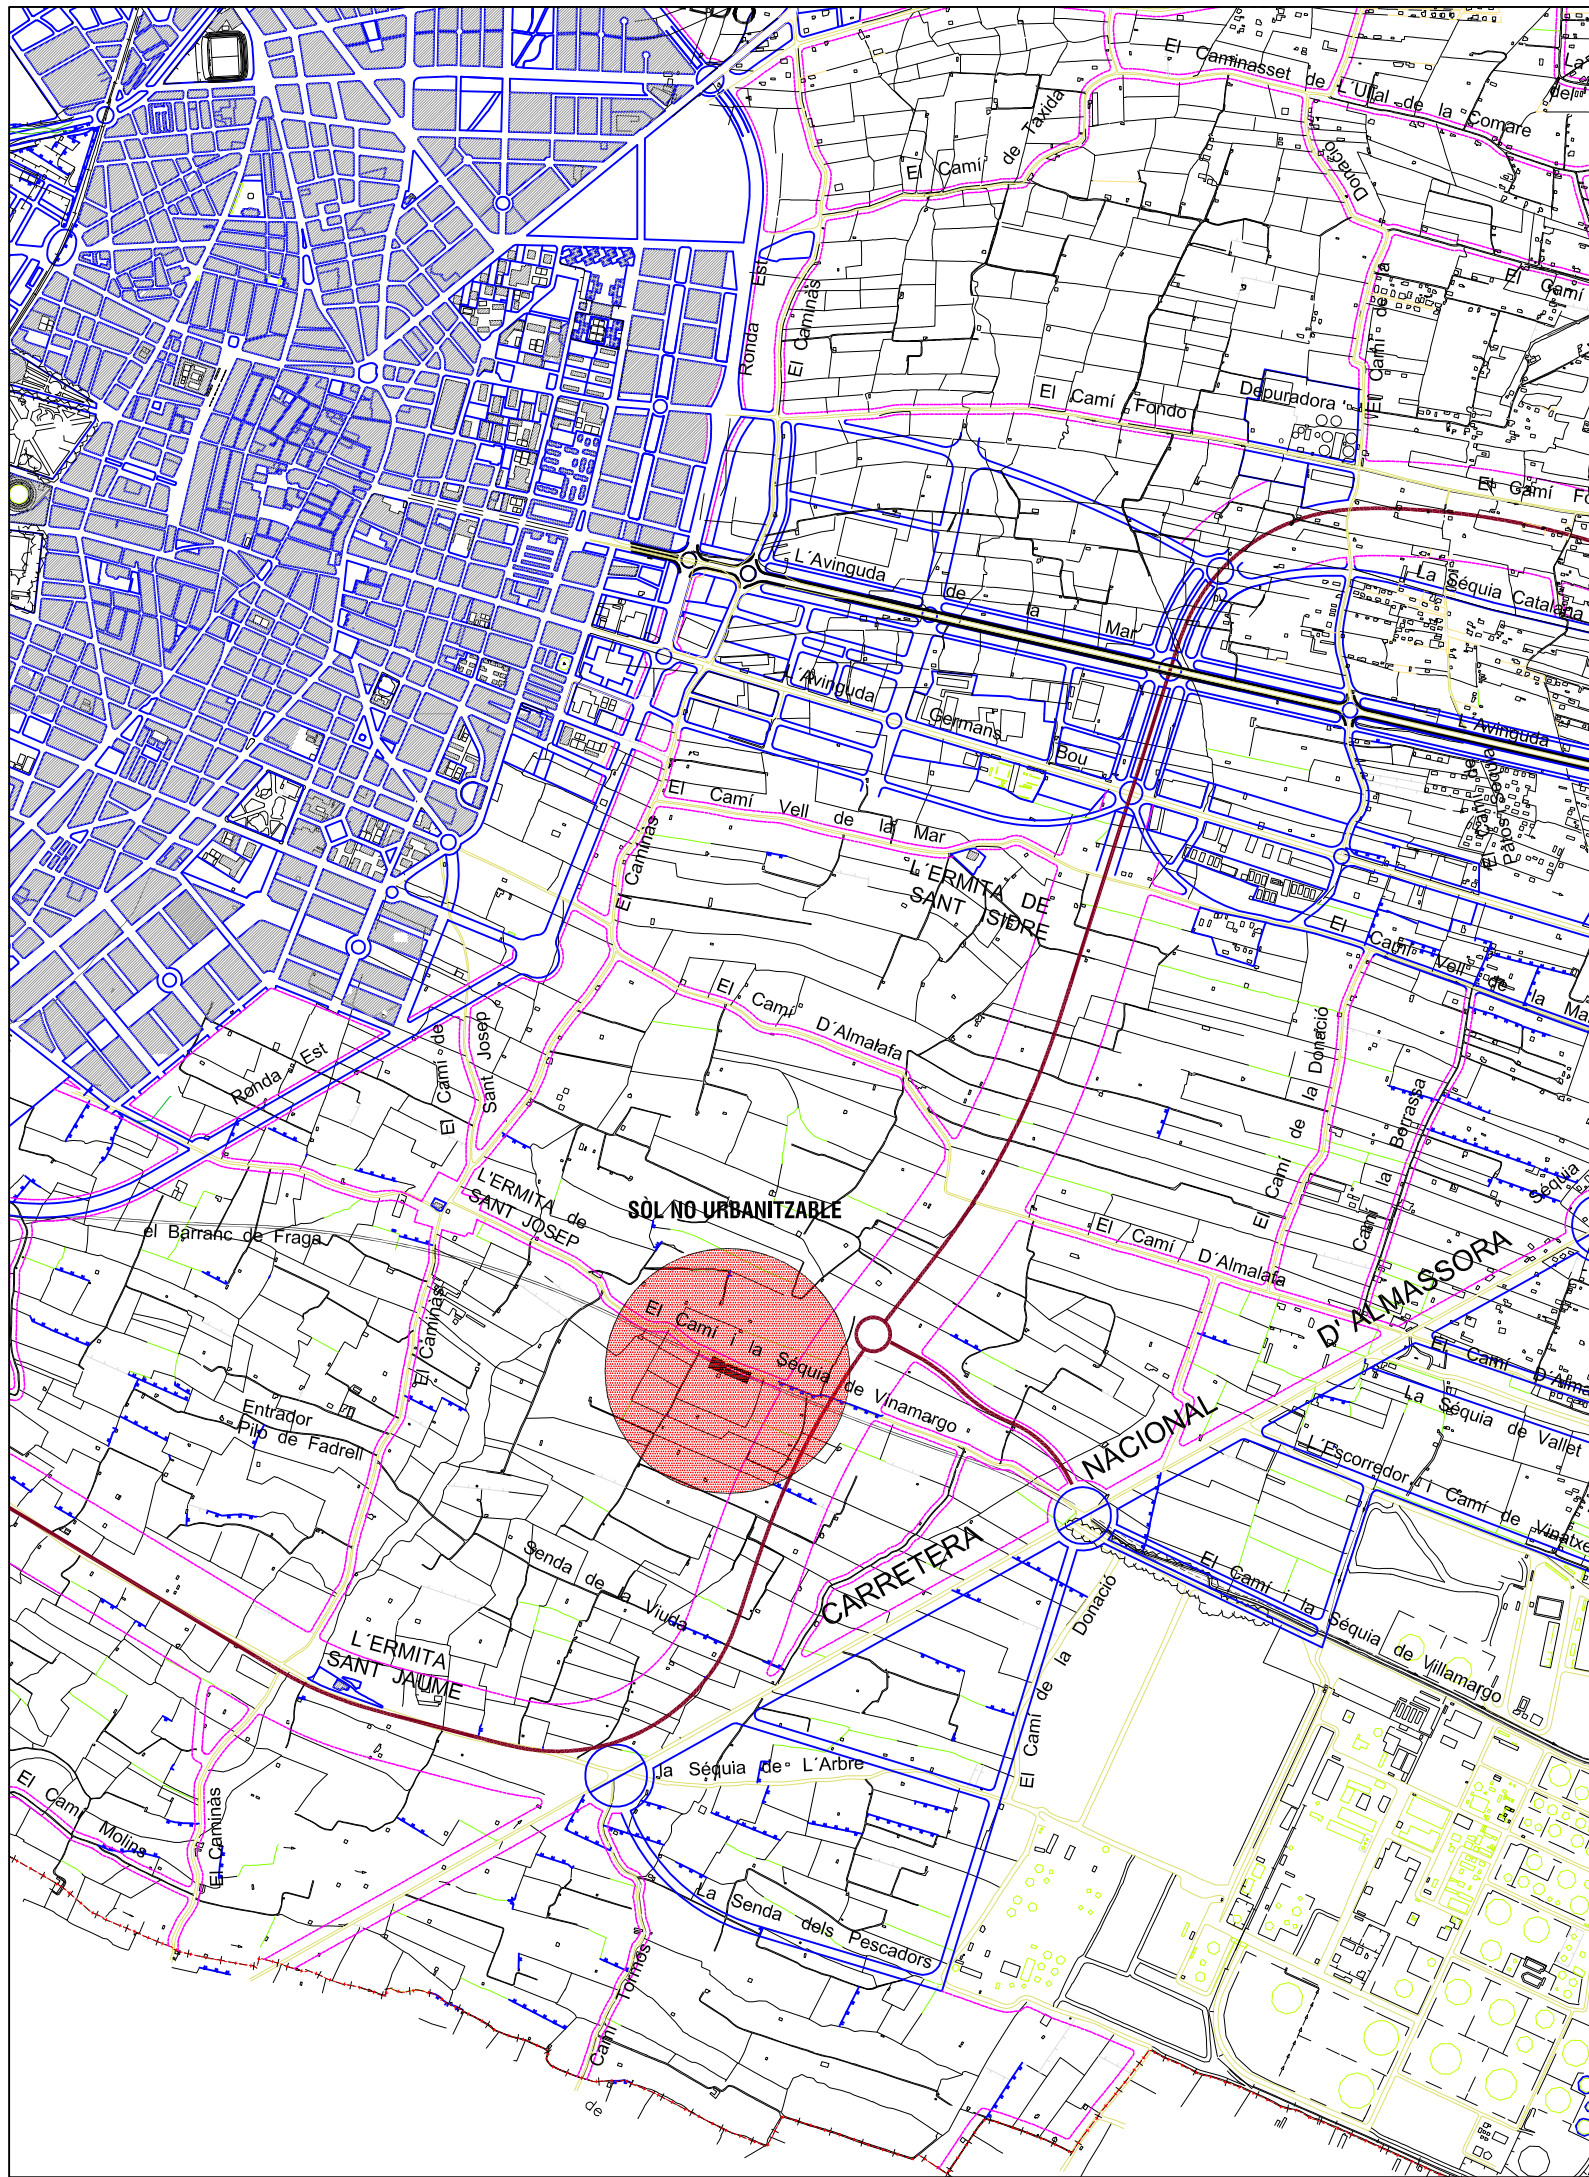 El Caminasset de
L´Ullal de la Comare
El Camí de Taxida
Donació
El Camí
Ronda Est
El Caminàs
El Camí de la
El Camí Fondo
Depuradora
El Camí
L´Avinguda de la Mar
La Séquia Catalana
L´Avinguda Germans Bou
L´Avinguda
El Camí Vell de la Mar
El Caminàs
L´ERMITA DE
SANT ISIDRE
El Camí Vell de la
El Camí D´Almalafa
El Camí de
Sant Josep
Ronda Est
El Camí de la Donació
Camí la Borrassa
Séquia
L'ERMITA de
SANT JOSEP
SÒL NO URBANITZABLE
el Barranc de Fraga
El Camí D´Almalafa
D' ALMASSORA
El Camí i la Séquia de Vinamargo
El Caminàs
El Camí
La Séquia de Vallet
Entrador
Pilo de Fadrell
NACIONAL
L´Escorredor i Camí de
CARRETERA
Senda de la Viuda
El Camí i la Séquia de Villamargo
El Camí de la Donació
L´ERMITA
SANT JAUME
la Séquia de L´Arbre
El Camí
Molins
El Caminàs
La Senda dels Pescadors
Camí Tormos
de